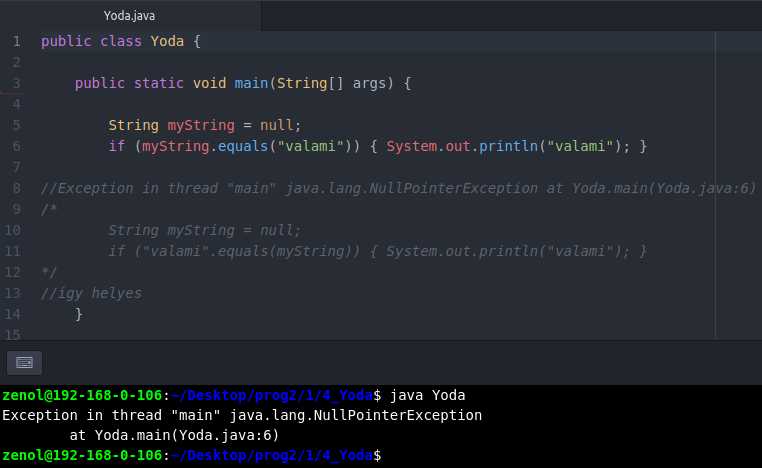 Yoda.java
1 public class Yoda {
2
3     public static void main(String[] args) {
4
5         String myString = null;
6         if (myString.equals("valami")) { System.out.println("valami"); }
7
8 //Exception in thread "main" java.lang.NullPointerException at Yoda.main(Yoda.java:6)
9 /*
10         String myString = null;
11         if ("valami".equals(myString)) { System.out.println("valami"); }
12 */
13 //így helyes
14     }
15
zenol@192-168-0-106:~/Desktop/prog2/1/4_Yoda$ java Yoda
Exception in thread "main" java.lang.NullPointerException
        at Yoda.main(Yoda.java:6)
zenol@192-168-0-106:~/Desktop/prog2/1/4_Yoda$